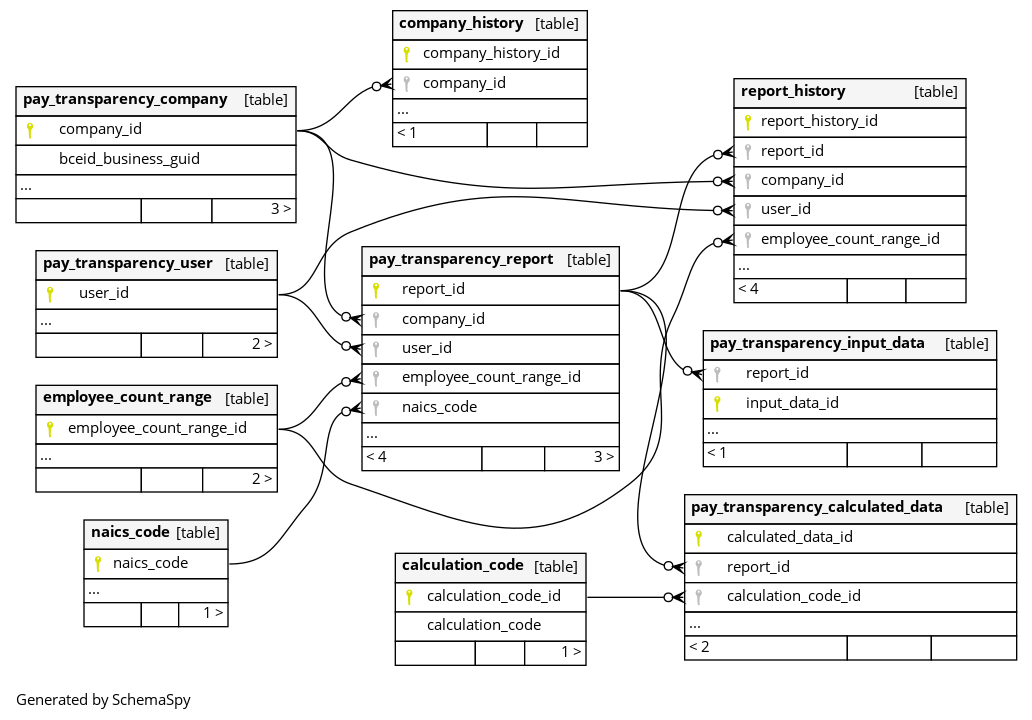 company_history [table]
company_history_id
company_id
...
< 1
pay_transparency_company [table]
company_id
bceid_business_guid
...
3 >
report_history [table]
report_history_id
report_id
company_id
user_id
employee_count_range_id
...
< 4
pay_transparency_user [table]
user_id
...
2 >
pay_transparency_report [table]
report_id
company_id
user_id
employee_count_range_id
naics_code
...
< 4 3 >
pay_transparency_input_data [table]
report_id
input_data_id
...
< 1
employee_count_range [table]
employee_count_range_id
...
2 >
pay_transparency_calculated_data [table]
calculated_data_id
report_id
calculation_code_id
...
< 2
naics_code [table]
naics_code
...
1 >
calculation_code [table]
calculation_code_id
calculation_code
1 >
Generated by SchemaSpy